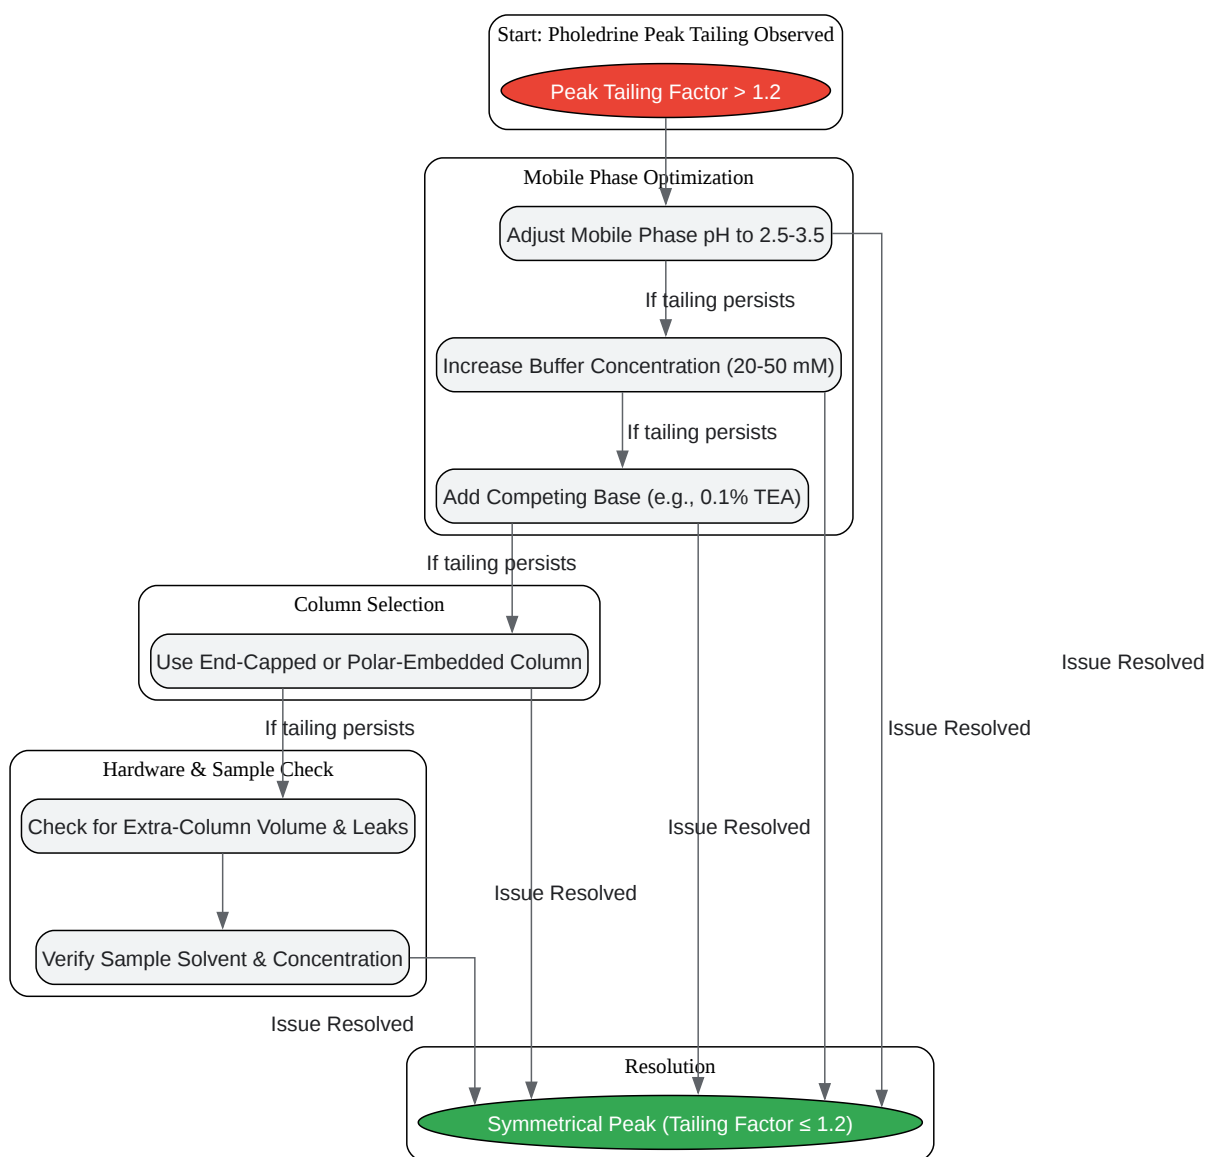 Start: Pholedrine Peak Tailing Observed
Peak Tailing Factor > 1.2
Mobile Phase Optimization
Adjust Mobile Phase pH to 2.5-3.5
If tailing persists
Increase Buffer Concentration (20-50 mM)
If tailing persists
Add Competing Base (e.g., 0.1% TEA)
If tailing persists
Column Selection
Use End-Capped or Polar-Embedded Column
Issue Resolved
If tailing persists
Issue Resolved
Hardware & Sample Check
Check for Extra-Column Volume & Leaks
Issue Resolved
Issue Resolved
Verify Sample Solvent & Concentration
Issue Resolved
Resolution
Symmetrical Peak (Tailing Factor ≤ 1.2)